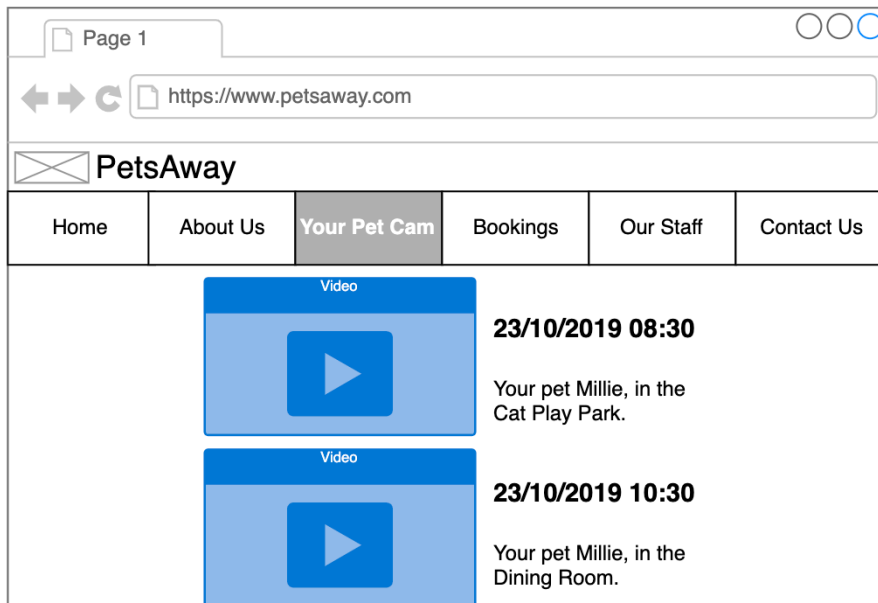 Page 1
https://www.petsaway.com
PetsAway
Home About Us Your Pet Cam Bookings Our Staff Contact Us
Video
23/10/2019 08:30
Your pet Millie, in the
Cat Play Park.
Video
23/10/2019 10:30
Your pet Millie, in the
Dining Room.